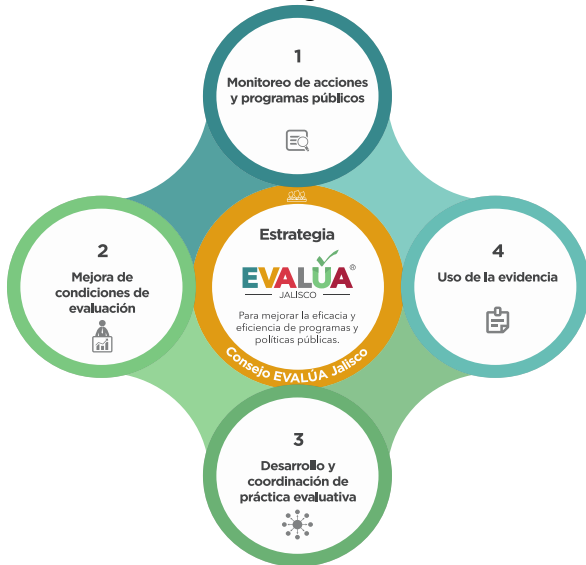 1
Monitoreo de acciones
y programas públicos
2
Mejora de
condiciones de
evaluación
Estrategia
EVALÚA®
JALISCO
Para mejorar la eficacia y
eficiencia de programas y
políticas públicas.
Consejo EVALÚA Jalisco
4
Uso de la evidencia
3
Desarrollo y
coordinación de
práctica evaluativa